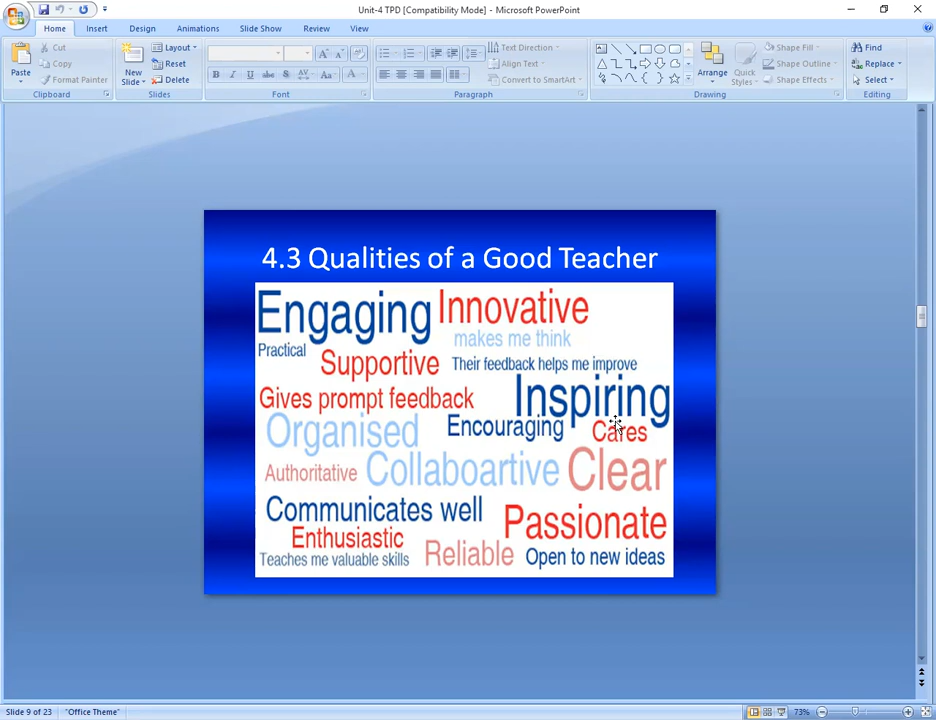 Unit-4 TPD [Compatibility Mode] - Microsoft PowerPoint
Home Insert Design Animations Slide Show Review View
Paste
Cut
Copy
Format Painter
Clipboard
New Slide
Layout
Reset
Delete
Slides
B I U abc S AV Aa A
Font
Text Direction
Align Text
Convert to SmartArt
Paragraph
Arrange
Quick Styles
Shape Fill
Shape Outline
Shape Effects
Drawing
Find
Replace
Select
Editing
4.3 Qualities of a Good Teacher
Engaging Innovative
makes me think
Practical
Supportive Their feedback helps me improve
Gives prompt feedback Inspiring
Organised Encouraging Cares
Authoritative Collaboartive Clear
Communicates well Passionate
Enthusiastic
Teaches me valuable skills Reliable Open to new ideas
Slide 9 of 23 "Office Theme" 73%